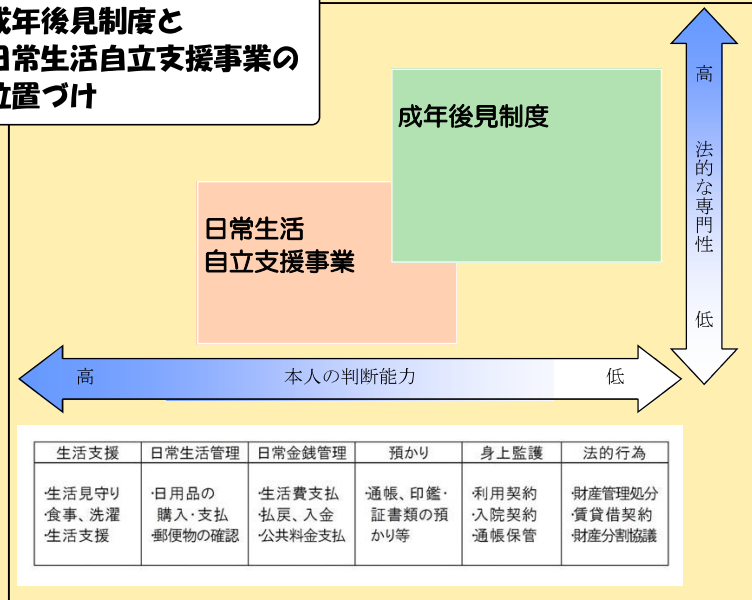 成年後見制度と
日常生活自立支援事業の
位置づけ
成年後見制度
日常生活
自立支援事業
高
法的な専門性
低
高 本人の判断能力 低
生活支援 日常生活管理 日常金銭管理 預かり 身上監護 法的行為
・生活見守り ・日用品の ・生活費支払 ・通帳、印鑑・ ・利用契約 ・財産管理処分
・食事、洗濯 購入・支払 ・払戻、入金 証書類の預 ・入院契約 ・賃貸借契約
・生活支援 ・郵便物の確認 ・公共料金支払 かり等 ・通帳保管 ・財産分割協議